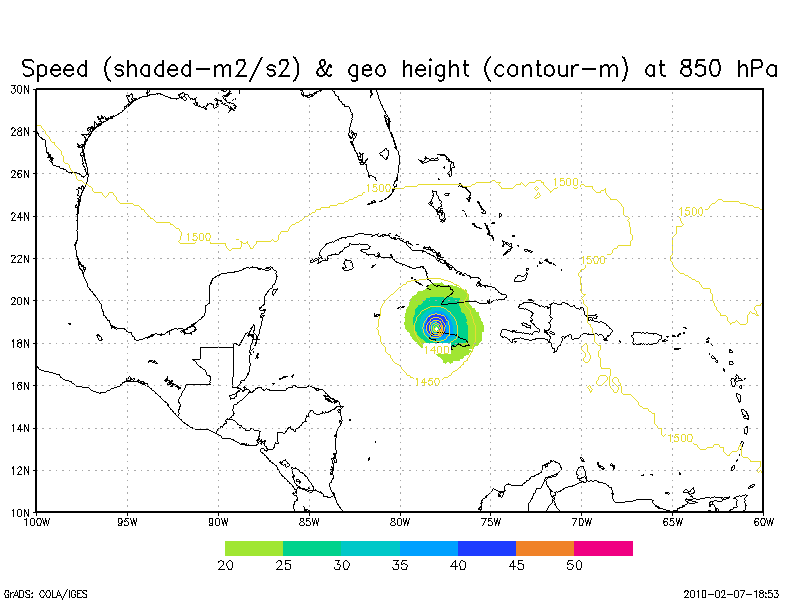 Speed (shaded-m2/s2) & geo height (contour-m) at 850 hPa
30N
28N
26N
24N
22N
20N
18N
16N
14N
12N
10N
1500
1500
1500
1500
1500
1400
1450
1500
100W 95W 90W 85W 80W 75W 70W 65W 60W
20 25 30 35 40 45 50
GrADS: COLA/IGES
2010-02-07-18:53